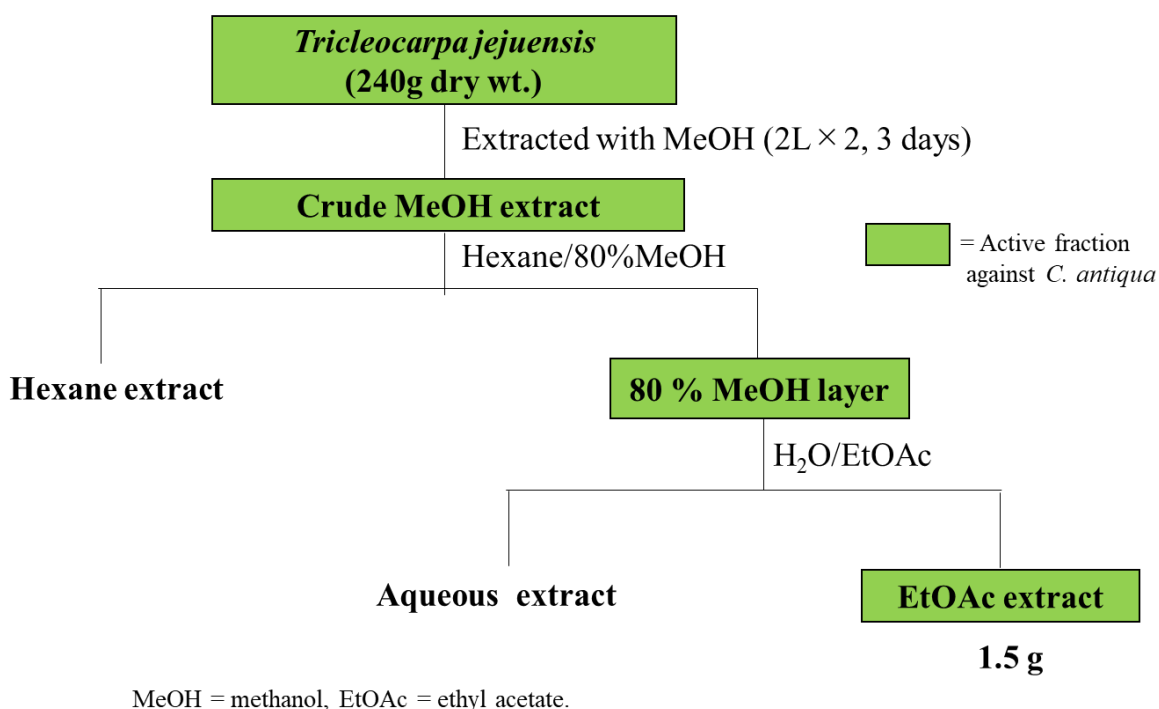 Tricleocarpa jejuensis
(240g dry wt.)
Extracted with MeOH (2L × 2, 3 days)
Crude MeOH extract
Hexane/80%MeOH
= Active fraction
against C. antiqua
Hexane extract
80 % MeOH layer
H₂O/EtOAc
Aqueous extract
EtOAc extract
1.5 g
MeOH = methanol, EtOAc = ethyl acetate.